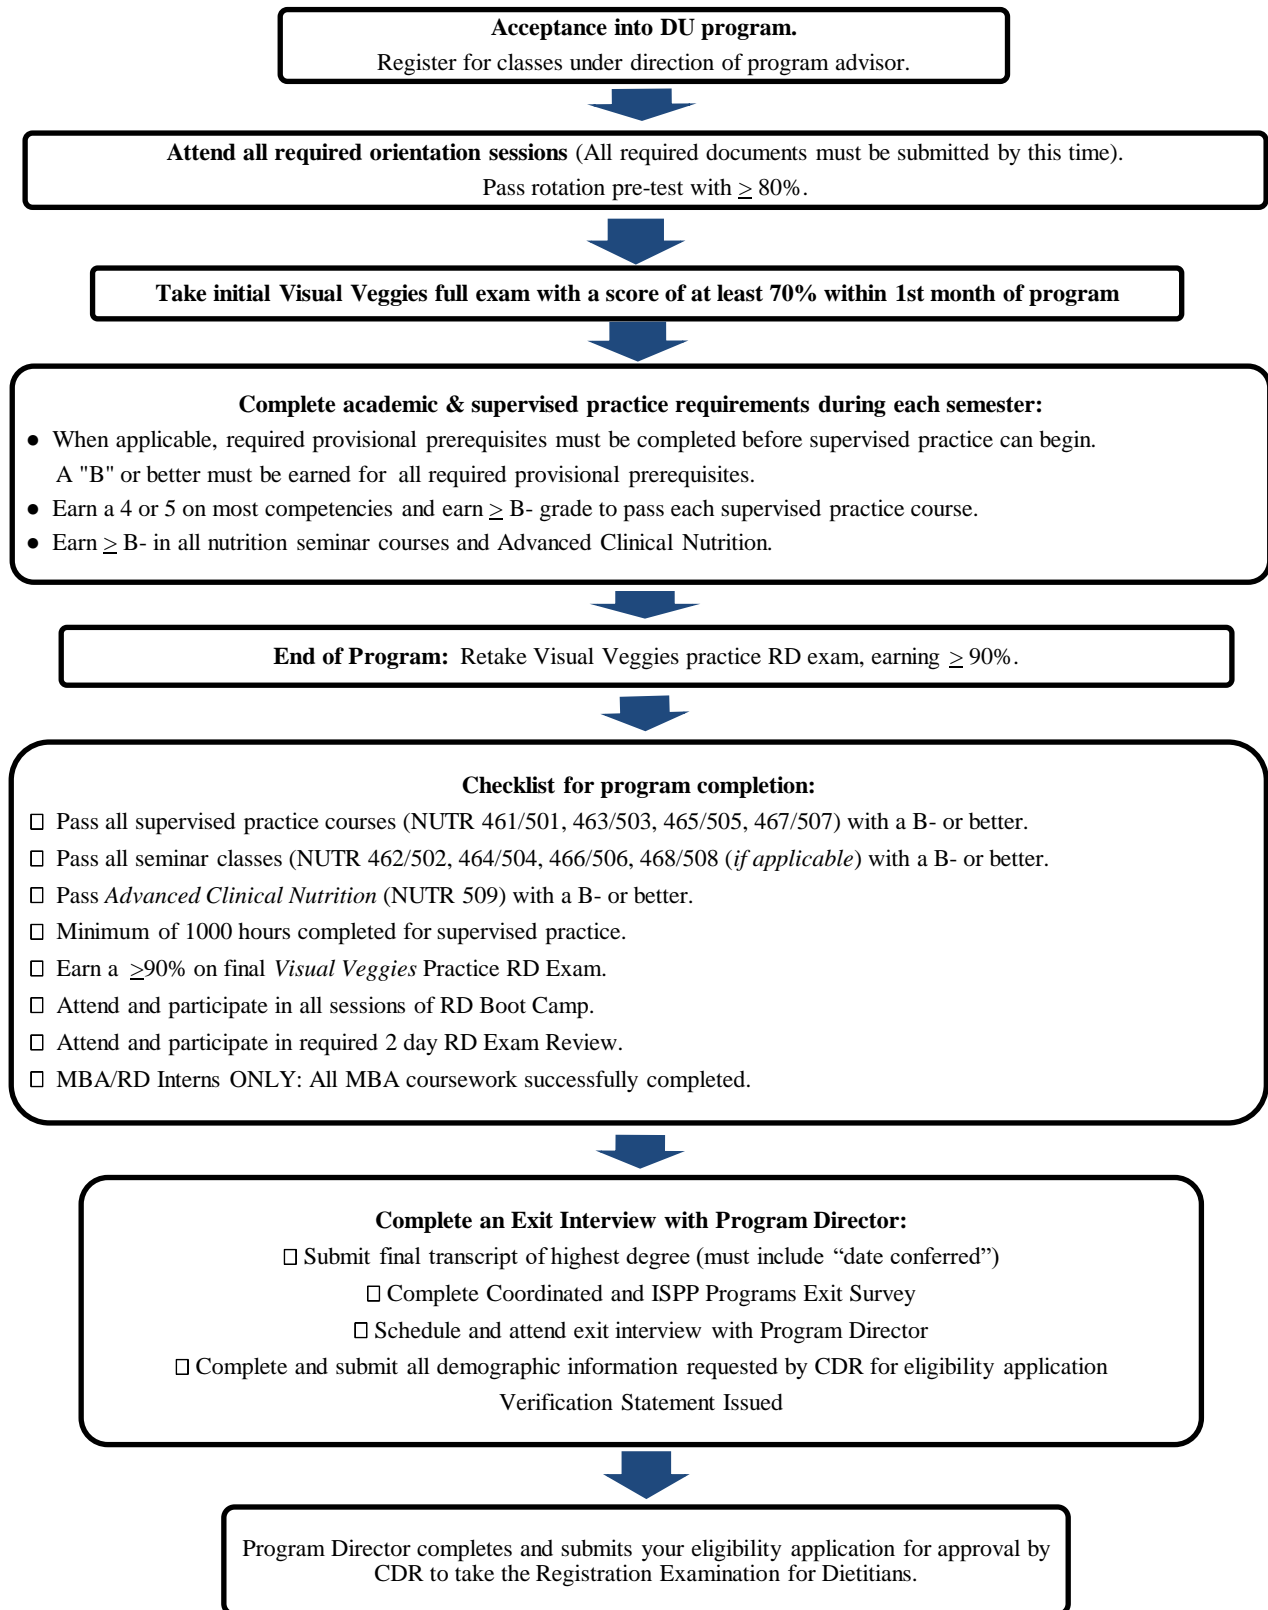 Acceptance into DU program.
Register for classes under direction of program advisor.
Attend all required orientation sessions (All required documents must be submitted by this time).
Pass rotation pre-test with ≥ 80%.
Take initial Visual Veggies full exam with a score of at least 70% within 1st month of program
Complete academic & supervised practice requirements during each semester:
● When applicable, required provisional prerequisites must be completed before supervised practice can begin.
A "B" or better must be earned for all required provisional prerequisites.
● Earn a 4 or 5 on most competencies and earn ≥ B- grade to pass each supervised practice course.
● Earn ≥ B- in all nutrition seminar courses and Advanced Clinical Nutrition.
End of Program: Retake Visual Veggies practice RD exam, earning ≥ 90%.
Checklist for program completion:
☐ Pass all supervised practice courses (NUTR 461/501, 463/503, 465/505, 467/507) with a B- or better.
☐ Pass all seminar classes (NUTR 462/502, 464/504, 466/506, 468/508 (if applicable) with a B- or better.
☐ Pass Advanced Clinical Nutrition (NUTR 509) with a B- or better.
☐ Minimum of 1000 hours completed for supervised practice.
☐ Earn a ≥90% on final Visual Veggies Practice RD Exam.
☐ Attend and participate in all sessions of RD Boot Camp.
☐ Attend and participate in required 2 day RD Exam Review.
☐ MBA/RD Interns ONLY: All MBA coursework successfully completed.
Complete an Exit Interview with Program Director:
☐ Submit final transcript of highest degree (must include “date conferred”)
☐ Complete Coordinated and ISPP Programs Exit Survey
☐ Schedule and attend exit interview with Program Director
☐ Complete and submit all demographic information requested by CDR for eligibility application
Verification Statement Issued
Program Director completes and submits your eligibility application for approval by
CDR to take the Registration Examination for Dietitians.